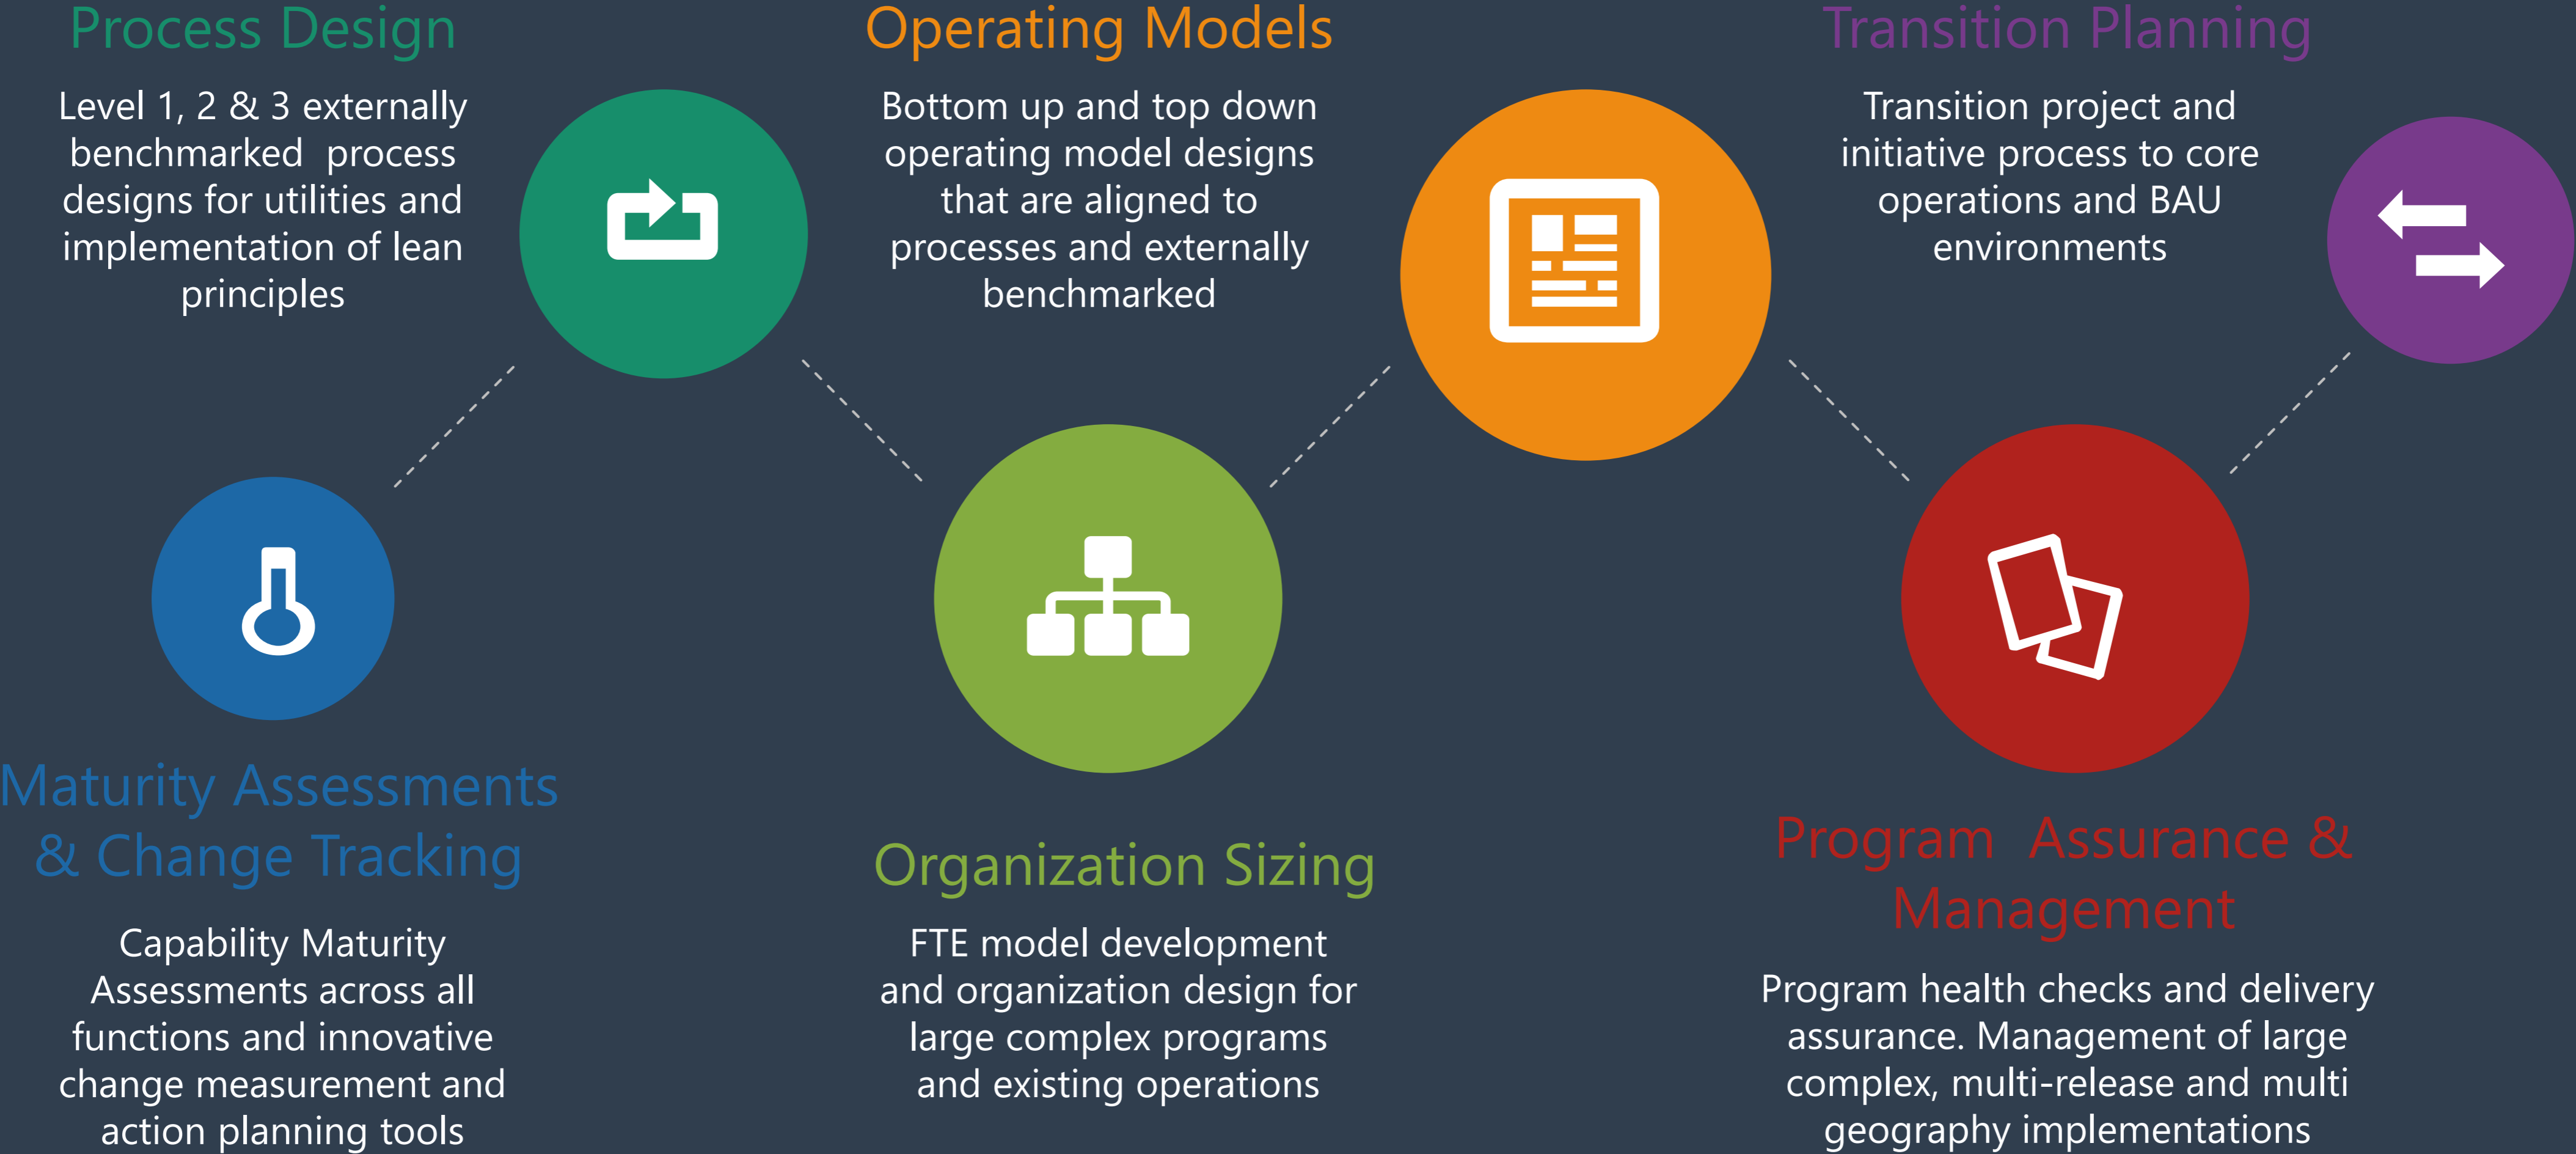 Process Design
Level 1, 2 & 3 externally
benchmarked  process
designs for utilities and
implementation of lean
principles
Operating Models
Bottom up and top down
operating model designs
that are aligned to
processes and externally
benchmarked
Transition Planning
Transition project and
initiative process to core
operations and BAU
environments
Maturity Assessments
& Change Tracking
Capability Maturity
Assessments across all
functions and innovative
change measurement and
action planning tools
Organization Sizing
FTE model development
and organization design for
large complex programs
and existing operations
Program  Assurance &
Management
Program health checks and delivery
assurance. Management of large
complex, multi-release and multi
geography implementations